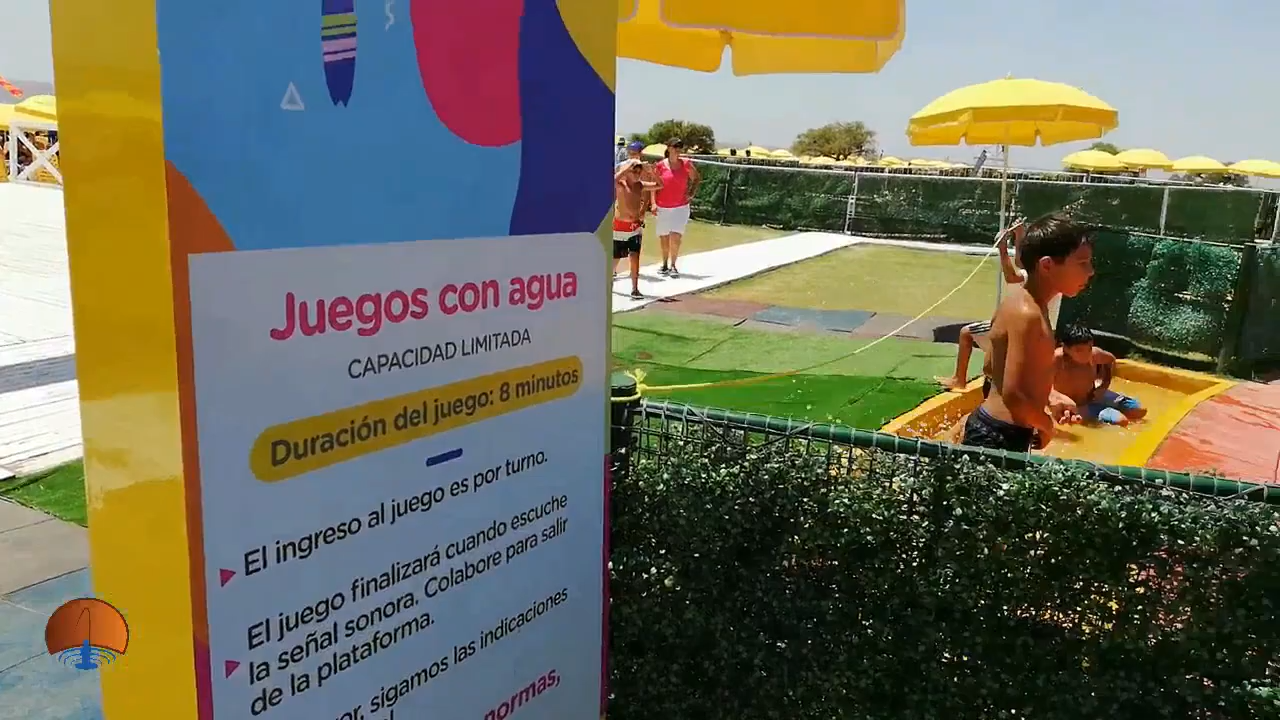 Juegos con agua
CAPACIDAD LIMITADA
Duración del juego: 8 minutos
El ingreso al juego es por turno.
El juego finalizará cuando escuche
la señal sonora. Colabore para salir
de la plataforma.
sigamos las indicaciones
normas,